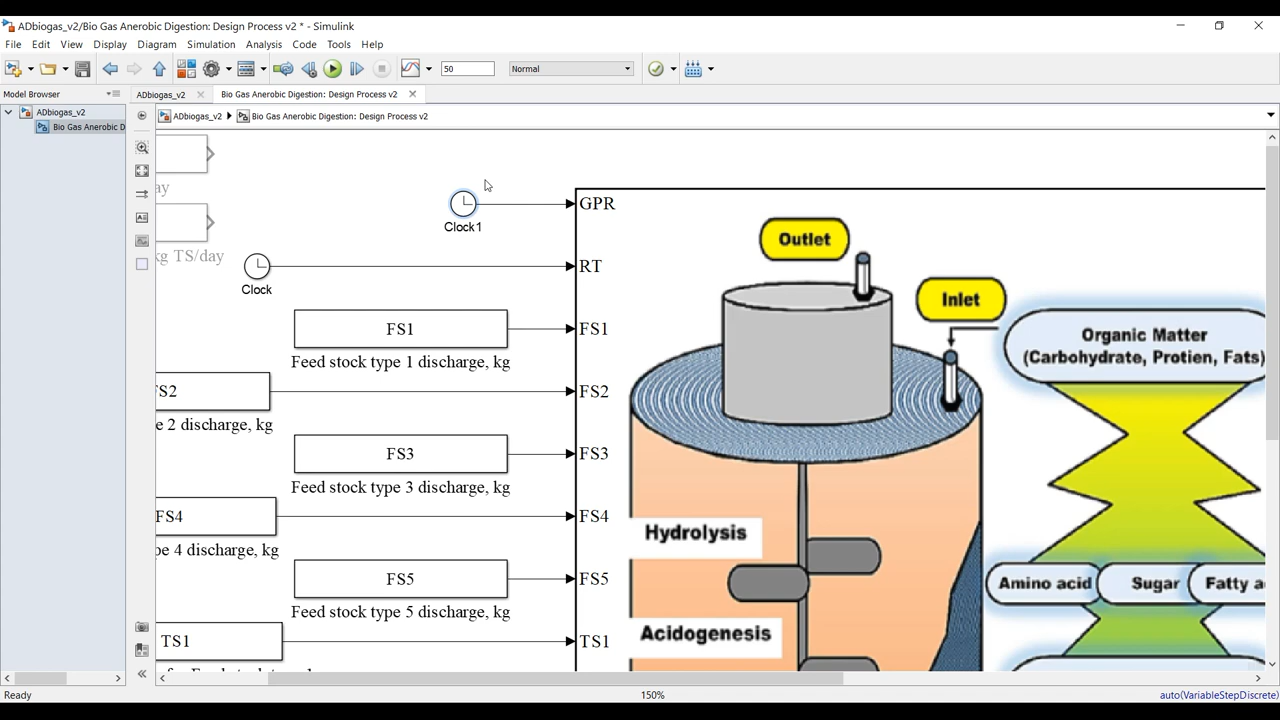 ADbiogas_v2/Bio Gas Anerobic Digestion: Design Process v2 * - Simulink
File Edit View Display Diagram Simulation Analysis Code Tools Help
50 Normal
Model Browser
ADbiogas_v2
Bio Gas Anerobic D
ADbiogas_v2 Bio Gas Anerobic Digestion: Design Process v2
ADbiogas_v2 Bio Gas Anerobic Digestion: Design Process v2
ay
kg TS/day
Clock1
GPR
Clock
RT
FS1
FS1
Feed stock type 1 discharge, kg
FS2
FS2
e 2 discharge, kg
FS3
FS3
Feed stock type 3 discharge, kg
FS4
FS4
pe 4 discharge, kg
FS5
FS5
Feed stock type 5 discharge, kg
TS1
TS1
Outlet
Inlet
Organic Matter
(Carbohydrate, Protien, Fats)
Hydrolysis
Amino acid Sugar Fatty a
Acidogenesis
Ready
150%
auto(VariableStepDiscrete)